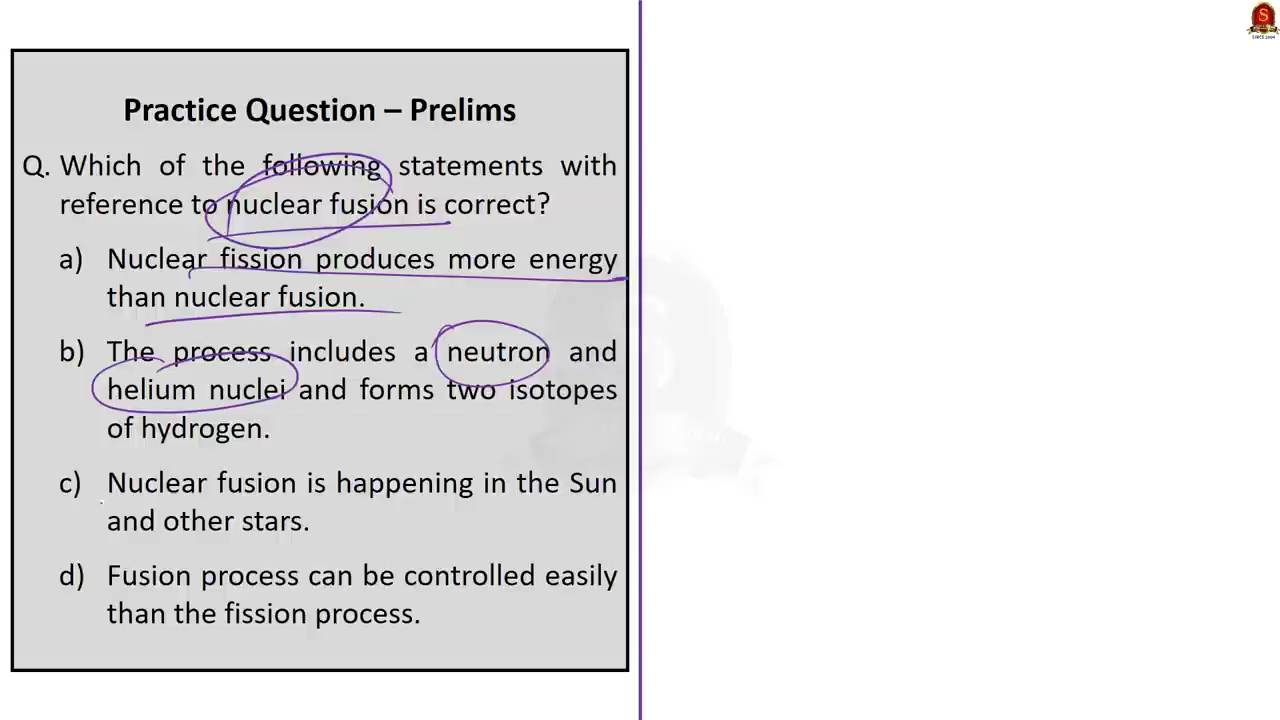 Practice Question – Prelims
Q. Which of the following statements with
reference to nuclear fusion is correct?
a) Nuclear fission produces more energy
than nuclear fusion.
b) The process includes a neutron and
helium nuclei and forms two isotopes
of hydrogen.
c) Nuclear fusion is happening in the Sun
and other stars.
d) Fusion process can be controlled easily
than the fission process.
S
SINCE 2004